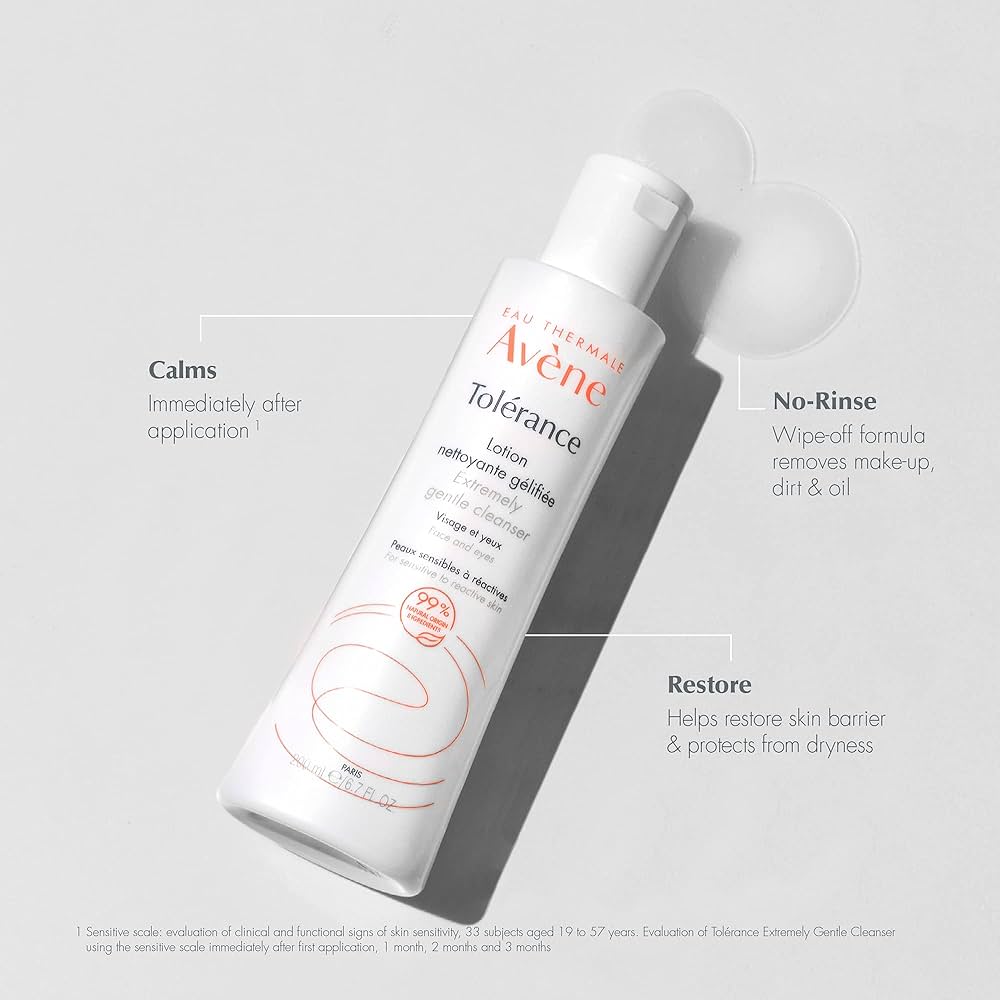 EAU THERMALE
Avène
Tolérance
Lotion
nettoyante gélifiée
Extremely
gentle cleanser
Visage et yeux
Face and eyes
Peaux sensibles à réactives
For sensitive to reactive skin
99%
NATURAL ORIGIN
INGREDIENTS
PARIS
200 ml e/6.7 FL. OZ.
Calms
Immediately after
application 1
No-Rinse
Wipe-off formula
removes make-up,
dirt & oil
Restore
Helps restore skin barrier
& protects from dryness
1 Sensitive scale: evaluation of clinical and functional signs of skin sensitivity, 33 subjects aged 19 to 57 years. Evaluation of Tolérance Extremely Gentle Cleanser
using the sensitive scale immediately after first application, 1 month, 2 months and 3 months